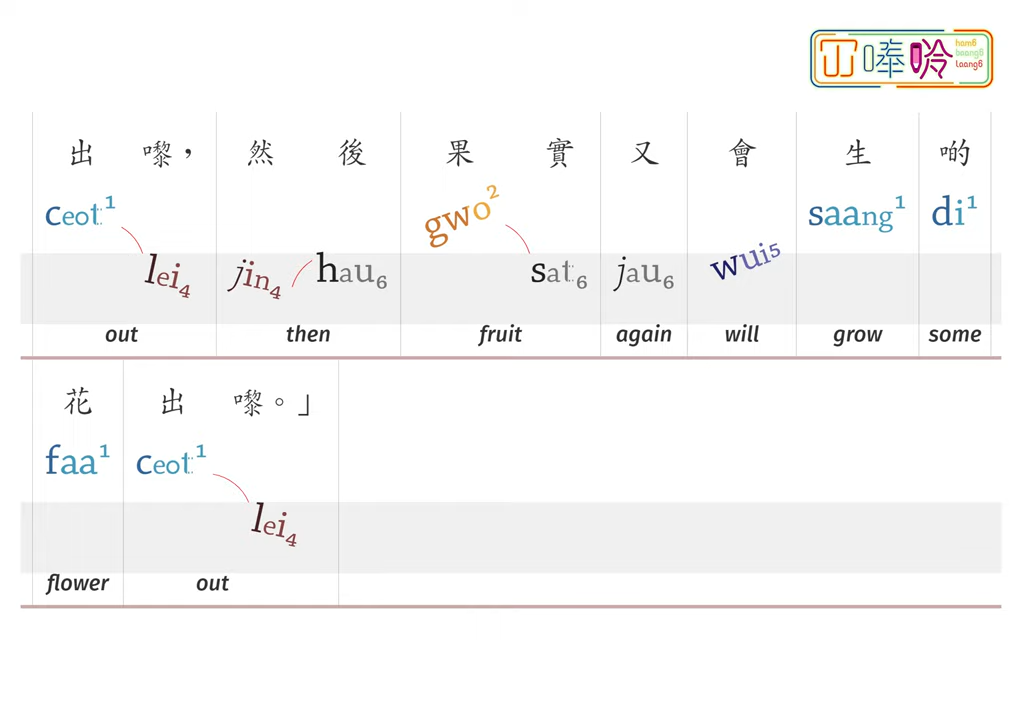 冚唪唥 ham6 baang6 laang6
出嚟，然後果實又會生啲
ceot1 lei4 jin4 hau6 gwo2 sat6 jau6 wui5 saang1 di1
out then fruit again will grow some
花出嚟。」
faa1 ceot1 lei4
flower out